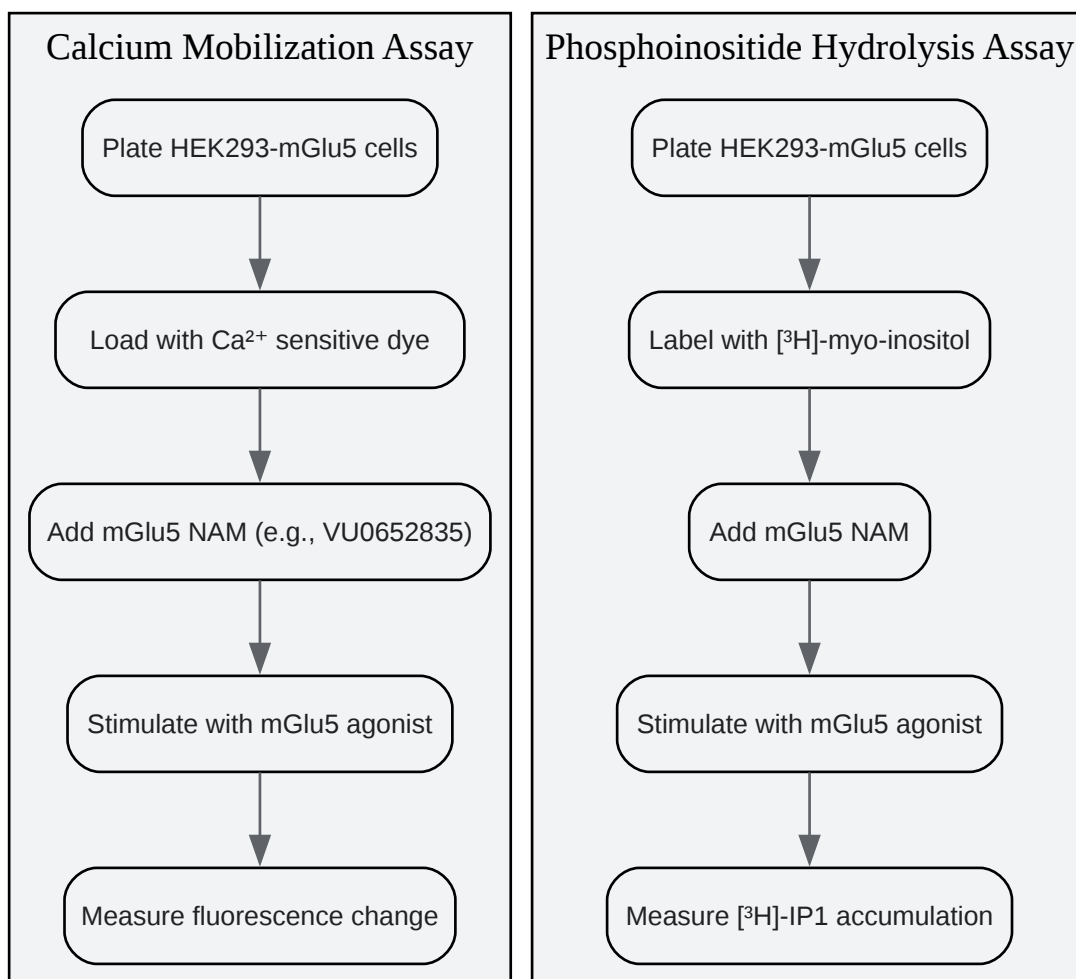 Calcium Mobilization Assay
Plate HEK293-mGlu5 cells
Load with Ca²⁺ sensitive dye
Add mGlu5 NAM (e.g., VU0652835)
Stimulate with mGlu5 agonist
Measure fluorescence change
Phosphoinositide Hydrolysis Assay
Plate HEK293-mGlu5 cells
Label with [³H]-myo-inositol
Add mGlu5 NAM
Stimulate with mGlu5 agonist
Measure [³H]-IP1 accumulation